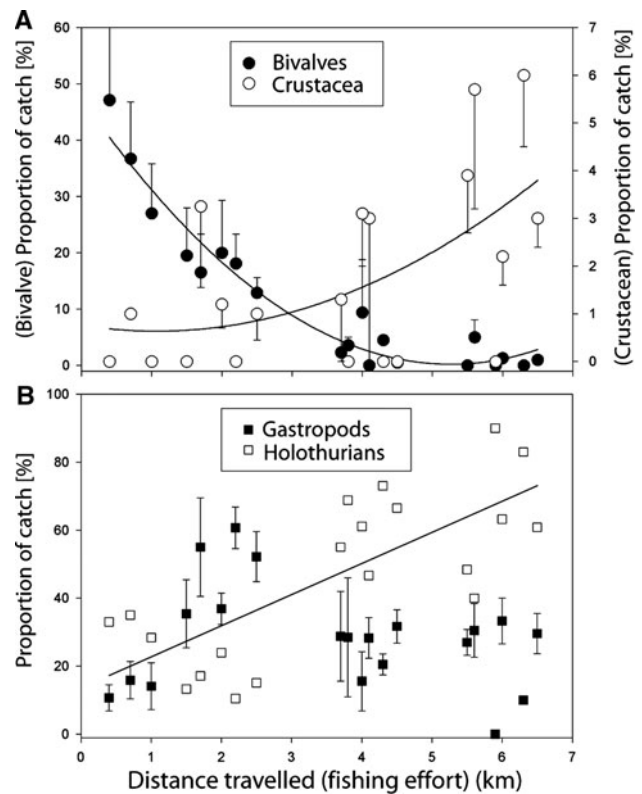 A
60
50
40
30
20
10
0
(Bivalve) Proportion of catch [%]
Bivalves
Crustacea
7
6
5
4
3
2
1
0
(Crustacean) Proportion of catch [%]
B
100
80
60
40
20
0
Proportion of catch [%]
Gastropods
Holothurians
0 1 2 3 4 5 6 7
Distance travelled (fishing effort) (km)